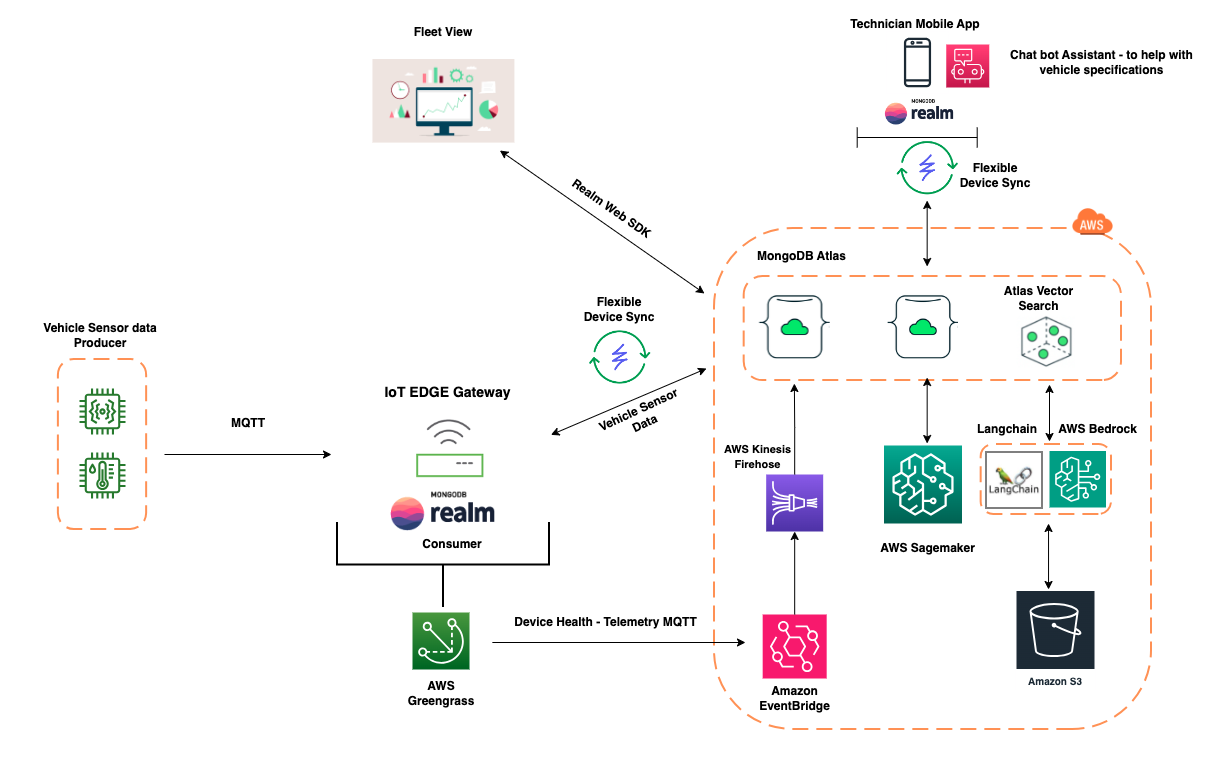 Fleet View
Technician Mobile App
Chat bot Assistant - to help with
vehicle specifications
MONGODB
realm
Flexible
Device Sync
Realm Web SDK
AWS
MongoDB Atlas
Atlas Vector
Search
Flexible
Device Sync
Vehicle Sensor data
Producer
MQTT
IoT EDGE Gateway
Vehicle Sensor
Data
MONGODB
realm
Consumer
AWS Kinesis
Firehose
Langchain
AWS Bedrock
LangChain
AWS Sagemaker
Device Health - Telemetry MQTT
AWS
Greengrass
Amazon
EventBridge
Amazon S3